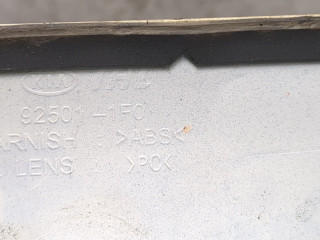 92501-1F0
ARNISH >ABS<
LENS >PC<